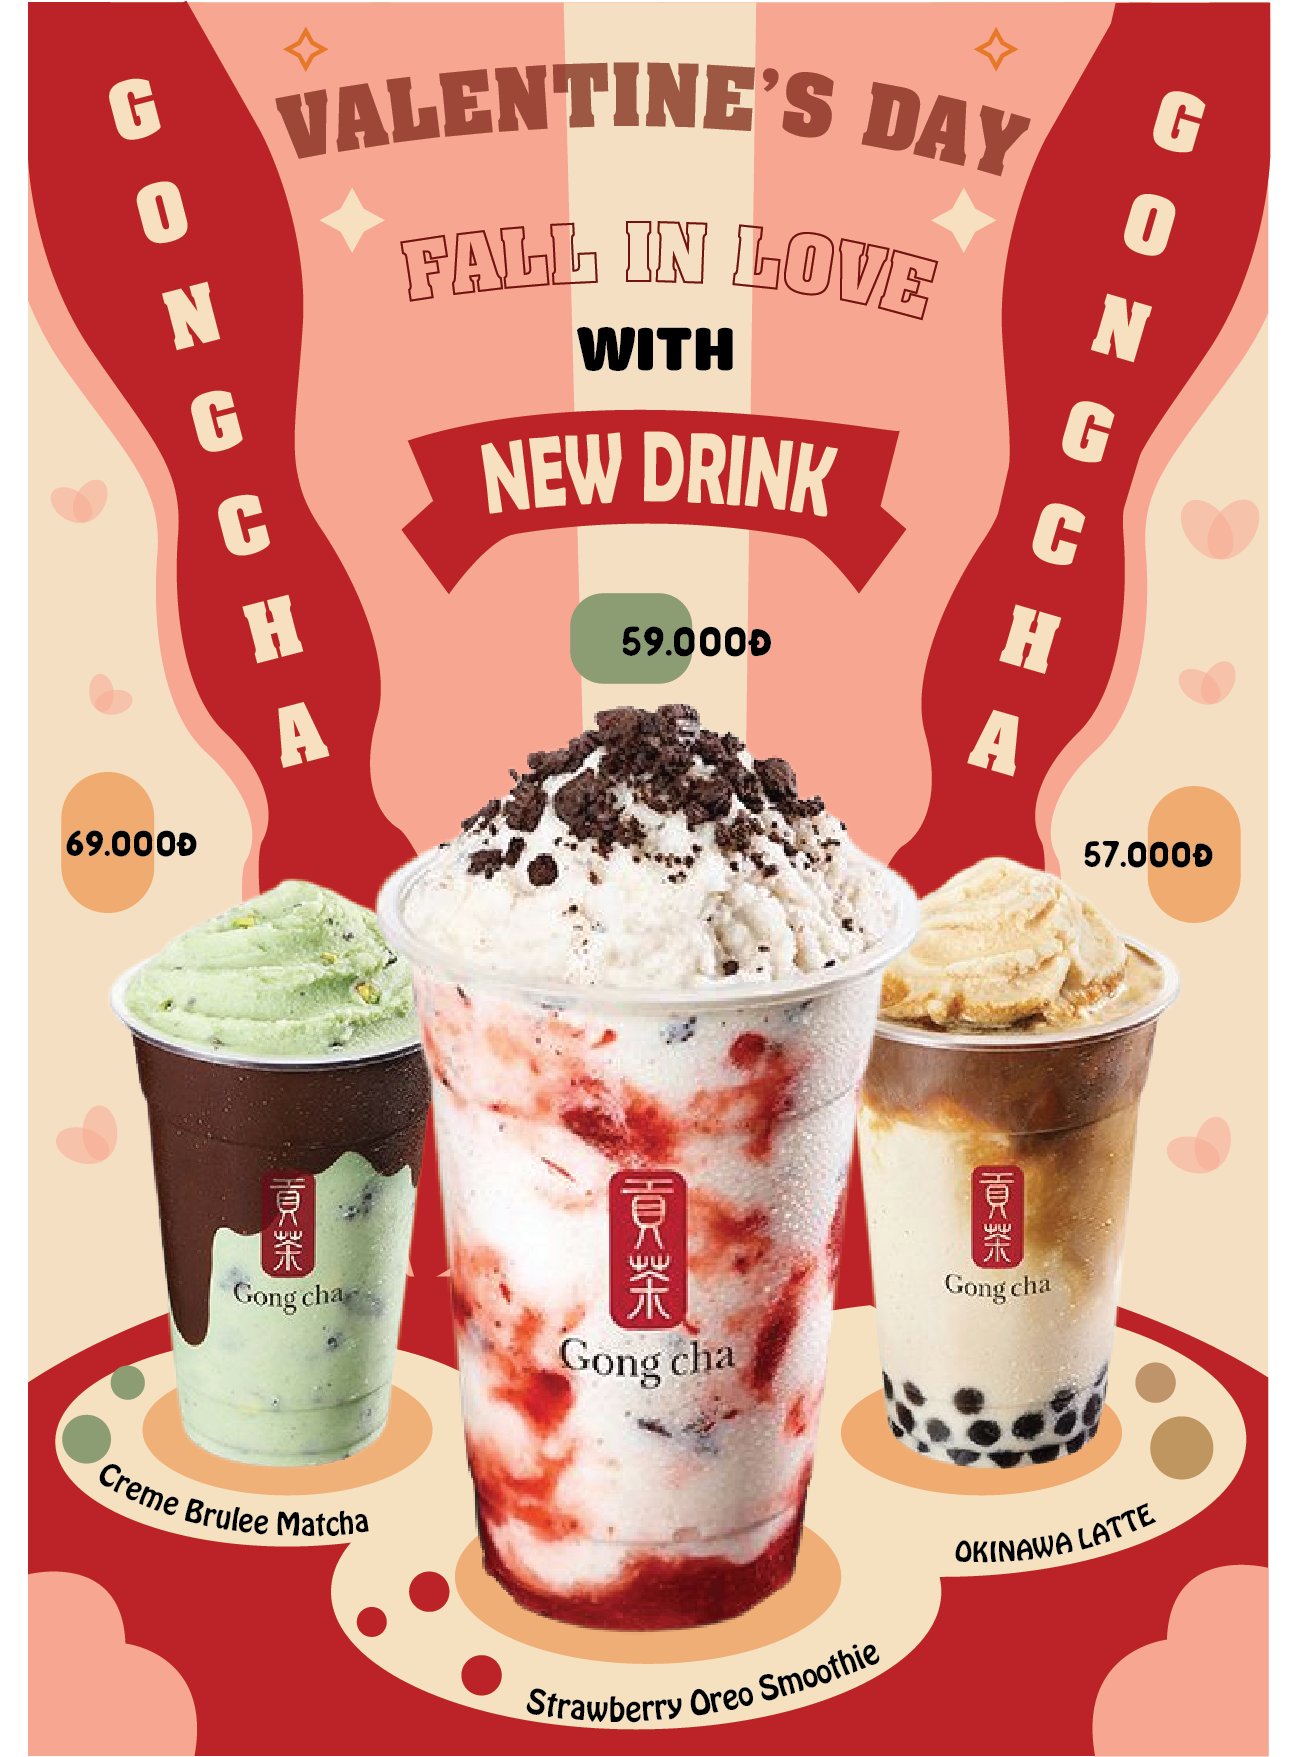 VALENTINE'S DAY
FALL IN LOVE
WITH
NEW DRINK
GONGCHA
GONGCHA
59.000Đ
69.000Đ
57.000Đ
貢茶
Gong cha
貢茶
Gong cha
貢茶
Gong cha
Creme Brulee Matcha
OKINAWA LATTE
Strawberry Oreo Smoothie